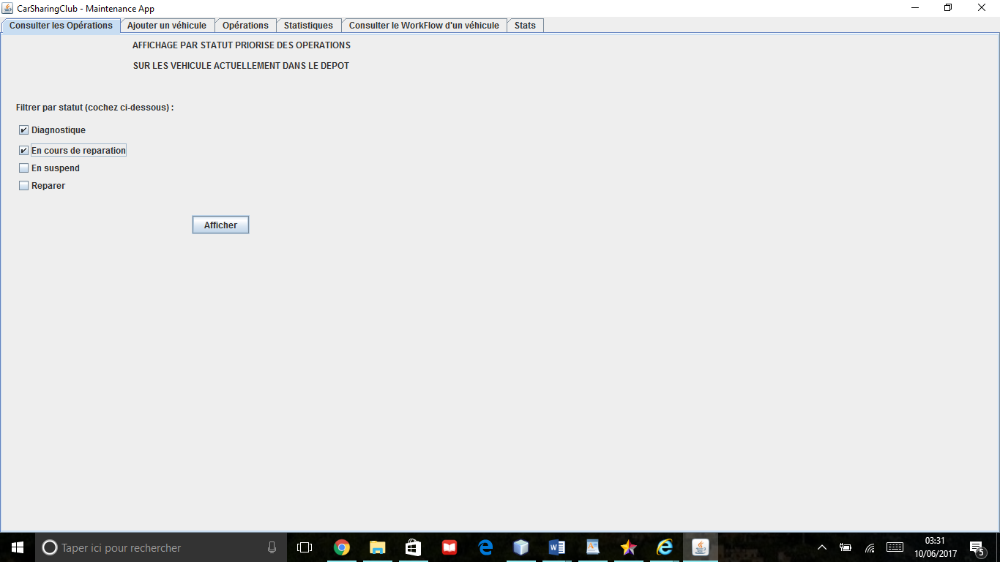 CarSharingClub - Maintenance App
Consulter les Opérations Ajouter un véhicule Opérations Statistiques Consulter le WorkFlow d'un véhicule Stats
AFFICHAGE PAR STATUT PRIORISE DES OPERATIONS
SUR LES VEHICULE ACTUELLEMENT DANS LE DEPOT
Filtrer par statut (cochez ci-dessous) :
Diagnostique
En cours de reparation
En suspend
Reparer
Afficher
Taper ici pour rechercher
03:31
10/06/2017
5